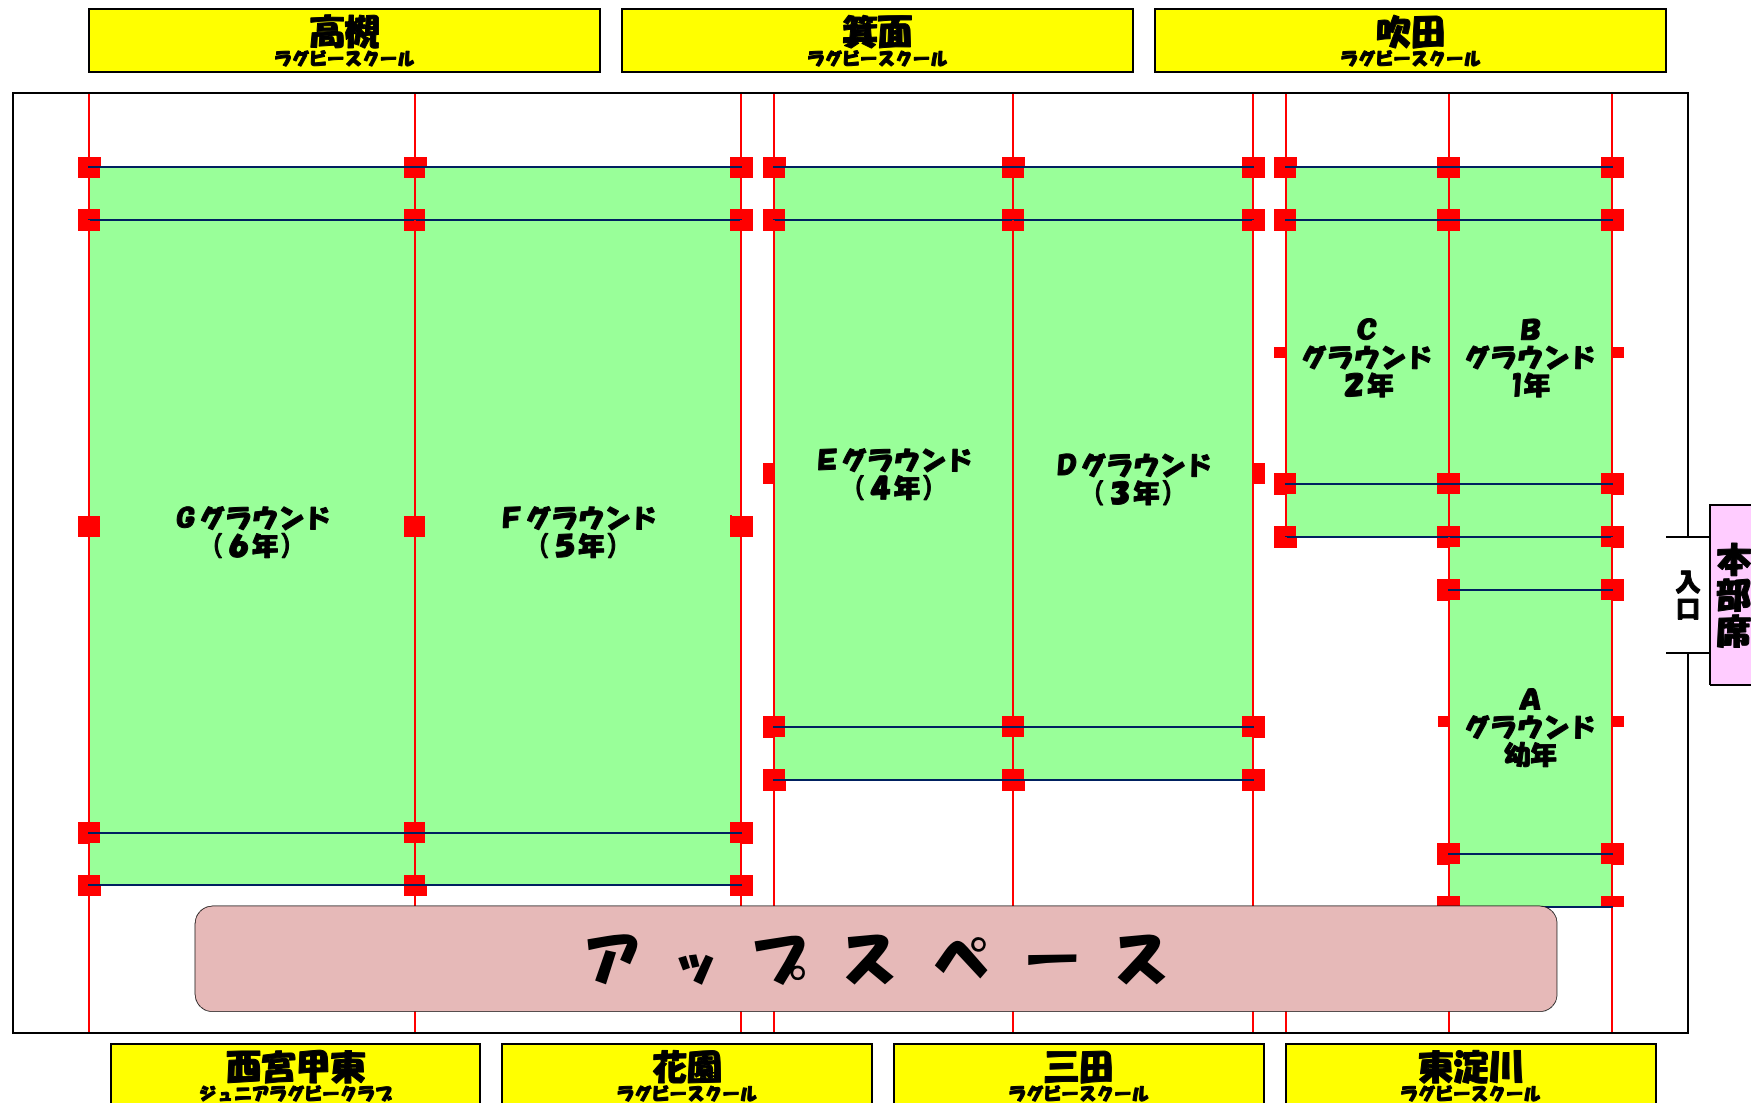 高槻
ラグビースクール
箕面
ラグビースクール
吹田
ラグビースクール
C
グラウンド
2年
B
グラウンド
1年
Eグラウンド
（4年）
Dグラウンド
（3年）
Gグラウンド
（6年）
Fグラウンド
（5年）
入口
本部席
A
グラウンド
幼年
アップスペース
西宮甲東
ジュニアラグビークラブ
花園
ラグビースクール
三田
ラグビースクール
東淀川
ラグビースクール